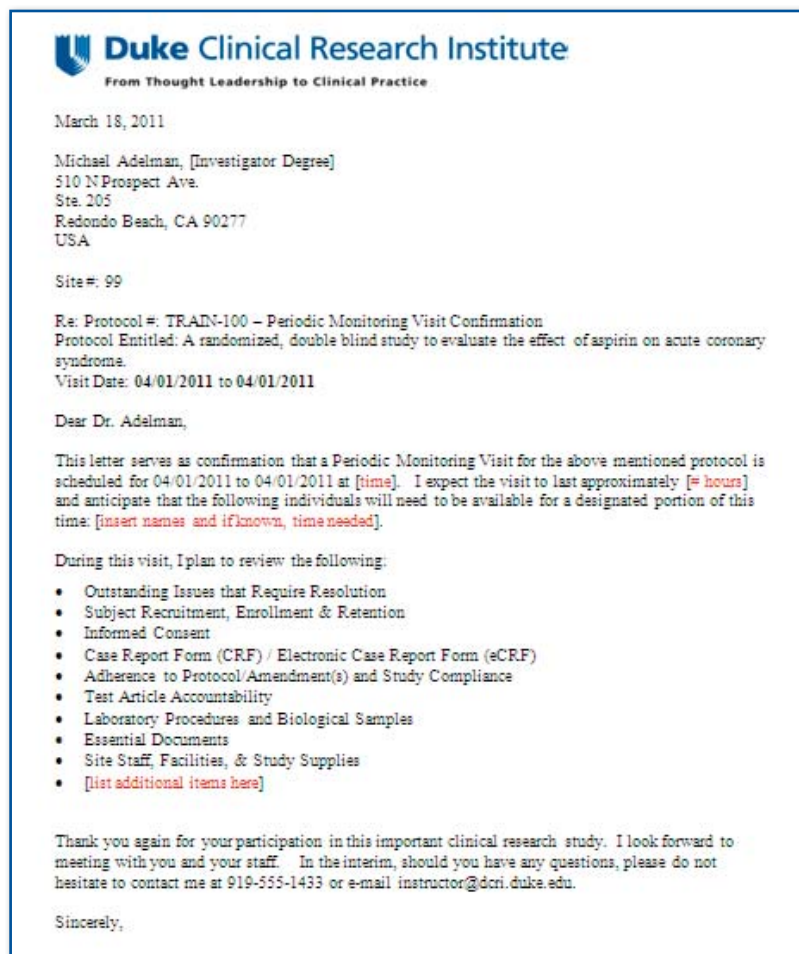 Duke Clinical Research Institute
From Thought Leadership to Clinical Practice
March 18, 2011
Michael Adelman, [Investigator Degree]
510 N Prospect Ave.
Ste. 205
Redondo Beach, CA 90277
USA
Site #: 99
Re: Protocol #: TRAIN-100 – Periodic Monitoring Visit Confirmation
Protocol Entitled: A randomized, double blind study to evaluate the effect of aspirin on acute coronary
syndrome.
Visit Date: 04/01/2011 to 04/01/2011
Dear Dr. Adelman,
This letter serves as confirmation that a Periodic Monitoring Visit for the above mentioned protocol is
scheduled for 04/01/2011 to 04/01/2011 at [time]. I expect the visit to last approximately [# hours]
and anticipate that the following individuals will need to be available for a designated portion of this
time: [insert names and if known, time needed].
During this visit, I plan to review the following:
• Outstanding Issues that Require Resolution
• Subject Recruitment, Enrollment & Retention
• Informed Consent
• Case Report Form (CRF) / Electronic Case Report Form (eCRF)
• Adherence to Protocol/Amendment(s) and Study Compliance
• Test Article Accountability
• Laboratory Procedures and Biological Samples
• Essential Documents
• Site Staff, Facilities, & Study Supplies
• [list additional items here]
Thank you again for your participation in this important clinical research study. I look forward to
meeting with you and your staff. In the interim, should you have any questions, please do not
hesitate to contact me at 919-555-1433 or e-mail instructor@dcri.duke.edu.
Sincerely,